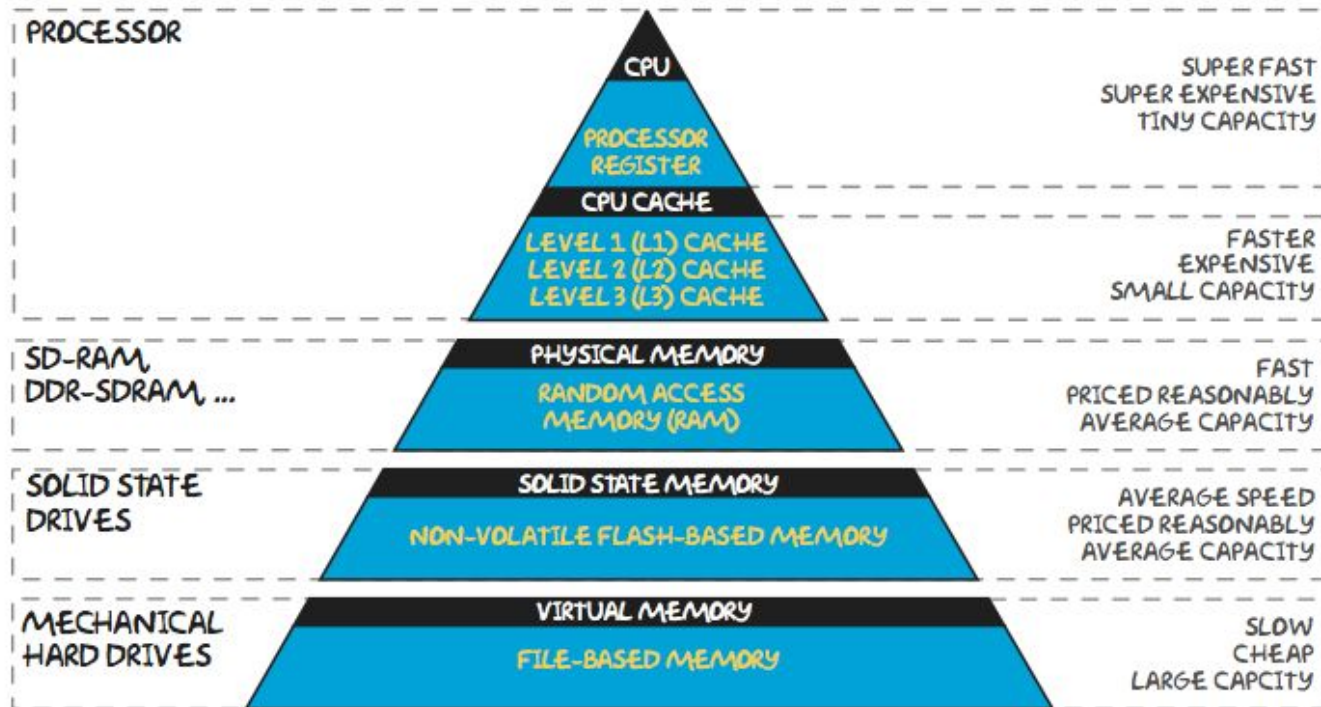 PROCESSOR
CPU
SUPER FAST
SUPER EXPENSIVE
TINY CAPACITY
PROCESSOR
REGISTER
CPU CACHE
LEVEL 1 (L1) CACHE
LEVEL 2 (L2) CACHE
LEVEL 3 (L3) CACHE
FASTER
EXPENSIVE
SMALL CAPACITY
SD-RAM,
DDR-SDRAM, ...
PHYSICAL MEMORY
RANDOM ACCESS
MEMORY (RAM)
FAST
PRICED REASONABLY
AVERAGE CAPACITY
SOLID STATE
DRIVES
SOLID STATE MEMORY
NON-VOLATILE FLASH-BASED MEMORY
AVERAGE SPEED
PRICED REASONABLY
AVERAGE CAPACITY
MECHANICAL
HARD DRIVES
VIRTUAL MEMORY
FILE-BASED MEMORY
SLOW
CHEAP
LARGE CAPCITY